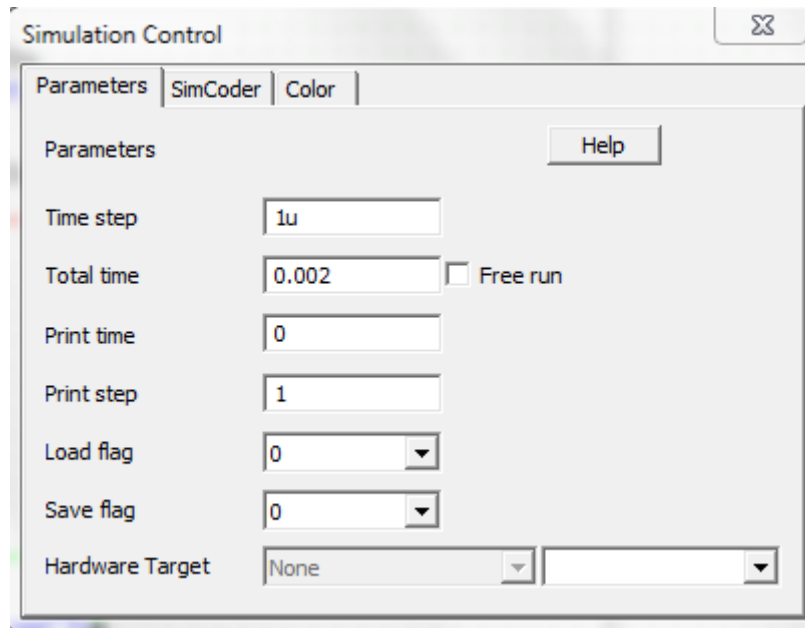 Simulation Control
Parameters SimCoder Color
Parameters Help
Time step 1u
Total time 0.002 Free run
Print time 0
Print step 1
Load flag 0
Save flag 0
Hardware Target None